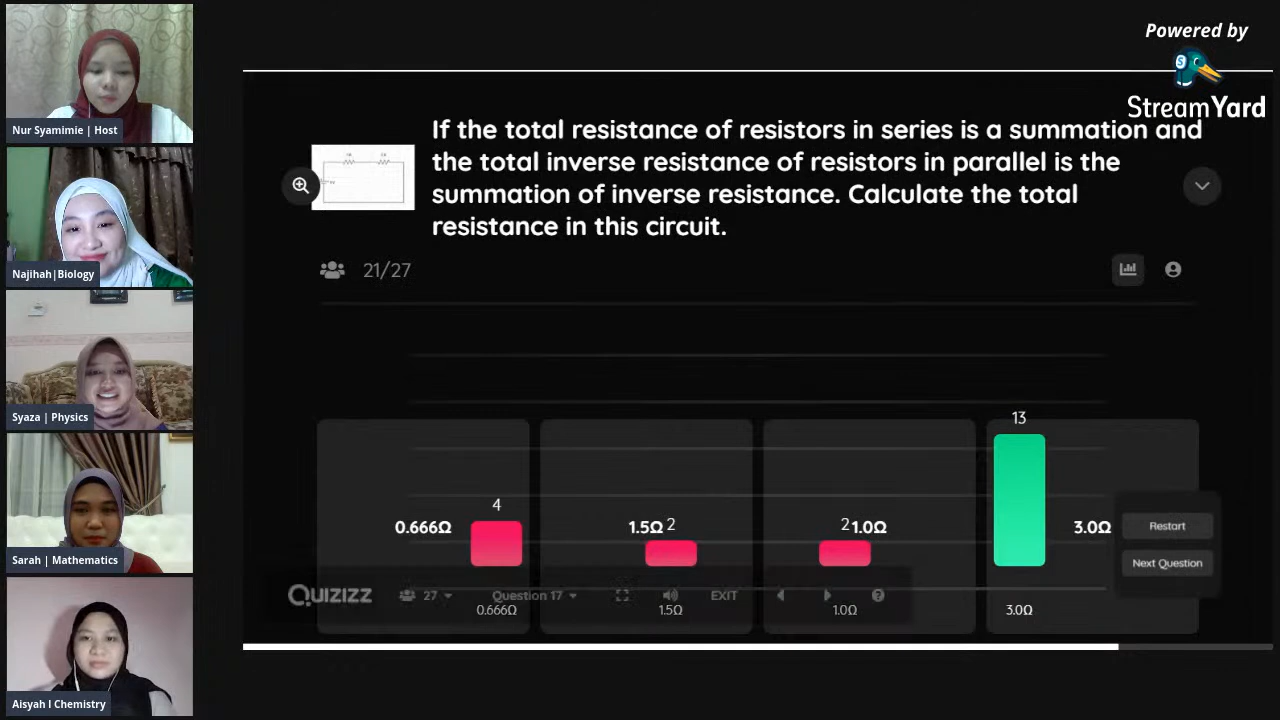 Powered by
StreamYard
Nur Syamimie | Host
Najihah|Biology
Syaza | Physics
Sarah | Mathematics
Aisyah I Chemistry
If the total resistance of resistors in series is a summation and
the total inverse resistance of resistors in parallel is the
summation of inverse resistance. Calculate the total
resistance in this circuit.
21/27
13
4
0.666Ω
1.5Ω
2
2
1.0Ω
3.0Ω
Restart
Next Question
Quizizz
27
Question 17
EXIT
0.666Ω
1.5Ω
1.0Ω
3.0Ω